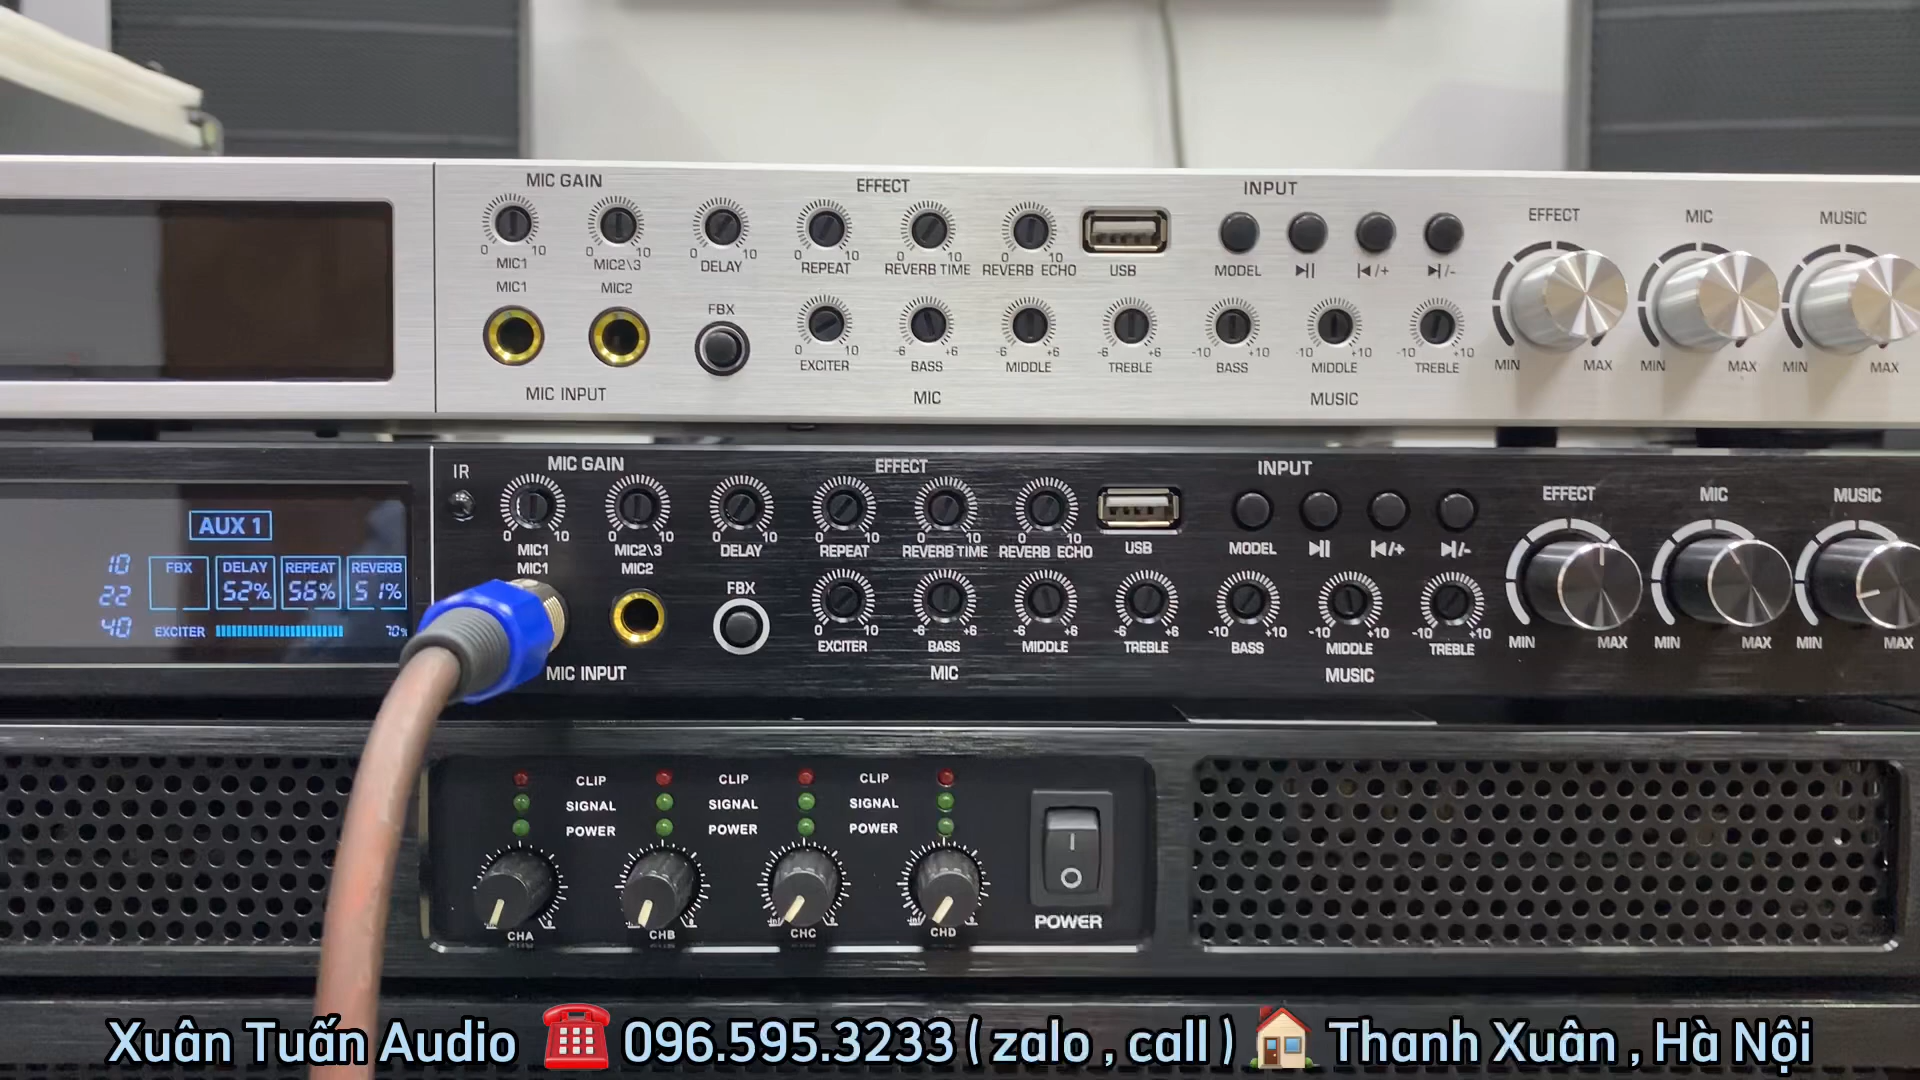 MIC GAIN EFFECT INPUT
EFFECT MIC MUSIC
0 10 0 10 0 10 0 10 0 10 0 10
MIC1 MIC2\3 DELAY REPEAT REVERB TIME REVERB ECHO USB MODEL ▶|| |◀/+ ▶|/-
MIC1 MIC2 FBX
0 10 -6 +6 -6 +6 -6 +6 -10 +10 -10 +10 -10 +10
EXCITER BASS MIDDLE TREBLE BASS MIDDLE TREBLE MIN MAX MIN MAX MIN MAX
MIC INPUT MIC MUSIC
IR MIC GAIN EFFECT INPUT
EFFECT MIC MUSIC
AUX 1
0 10 0 10 0 10 0 10 0 10 0 10
MIC1 MIC2\3 DELAY REPEAT REVERB TIME REVERB ECHO USB MODEL ▶|| |◀/+ ▶|/-
MIC1 MIC2
10 FBX DELAY REPEAT REVERB
22 52% 56% 51%
40 EXCITER 70%
FBX
0 10 -6 +6 -6 +6 -6 +6 -10 +10 -10 +10 -10 +10
EXCITER BASS MIDDLE TREBLE BASS MIDDLE TREBLE MIN MAX MIN MAX MIN MAX
MIC INPUT MIC MUSIC
CLIP CLIP CLIP
SIGNAL SIGNAL SIGNAL
POWER POWER POWER
CHA CHB CHC CHD
POWER
Xuân Tuấn Audio ☎️ 096.595.3233 ( zalo , call ) 🏠 Thanh Xuân , Hà Nội